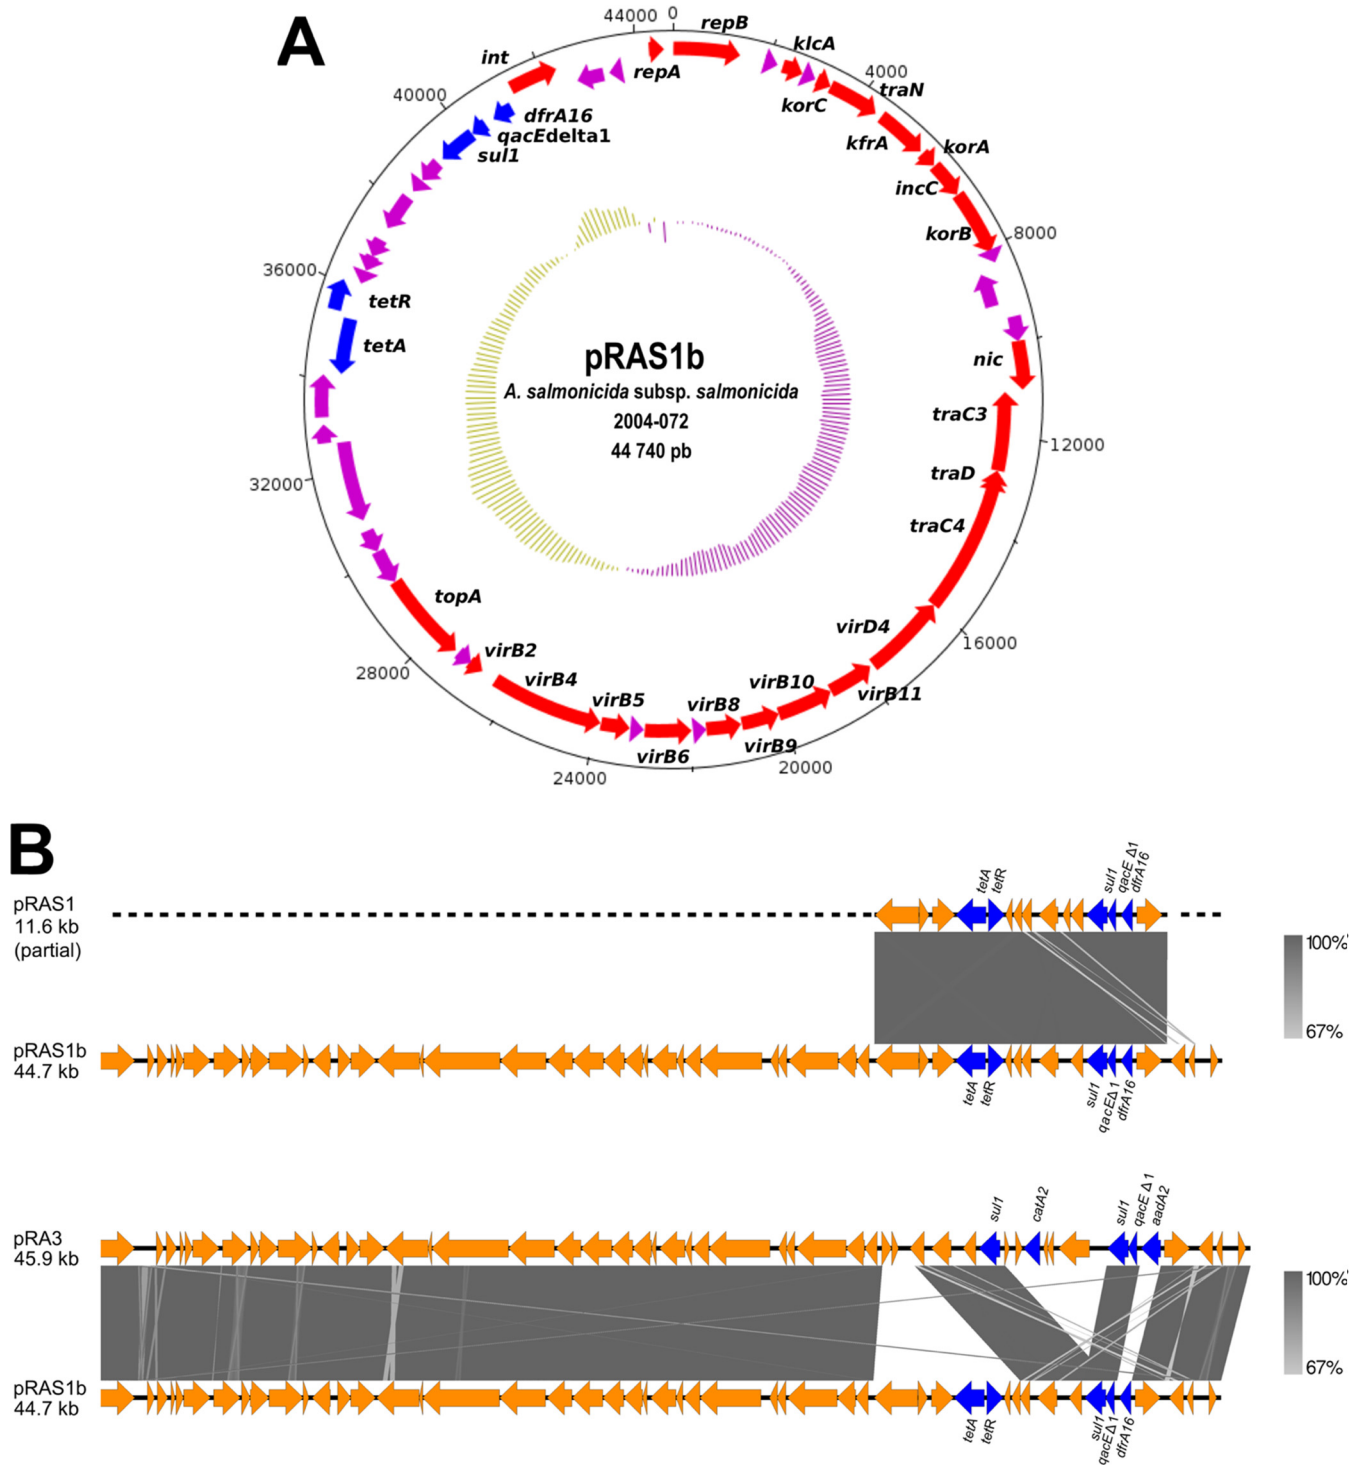 A
44000
0
repB
int
repA
klcA
4000
korC
traN
40000
dfrA16
qacEdelta1
sul1
kfrA
korA
incC
korB
8000
36000
tetR
tetA
pRAS1b
A. salmonicida subsp. salmonicida
2004-072
44 740 pb
nic
traC3
12000
traD
32000
traC4
topA
virD4
16000
28000
virB2
virB4
virB5
virB8
virB10
virB11
virB6
virB9
24000
20000
B
pRAS1
11.6 kb
(partial)
tetA
tetR
sul1
qacE Δ1
dfrA16
100%
67%
pRAS1b
44.7 kb
tetA
tetR
sul1
qacEΔ1
dfrA16
sul1
catA2
sul1
qacE Δ1
aadA2
pRA3
45.9 kb
100%
67%
pRAS1b
44.7 kb
tetA
tetR
sul1
qacEΔ1
dfrA16